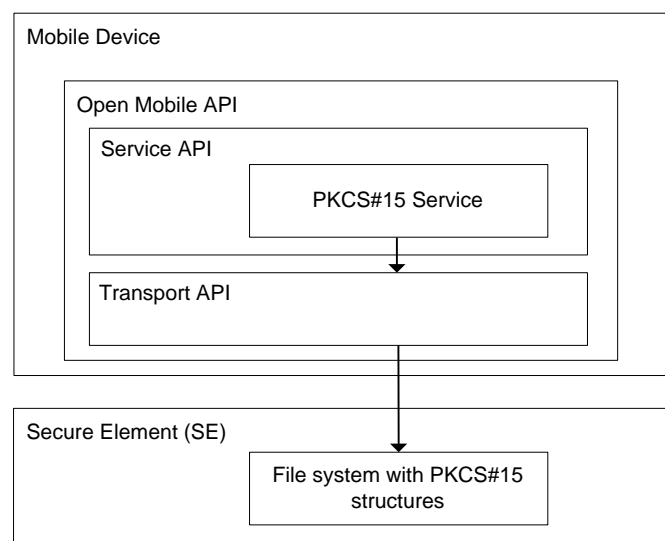 Mobile Device
Open Mobile API
Service API
PKCS#15 Service
Transport API
Secure Element (SE)
File system with PKCS#15
structures